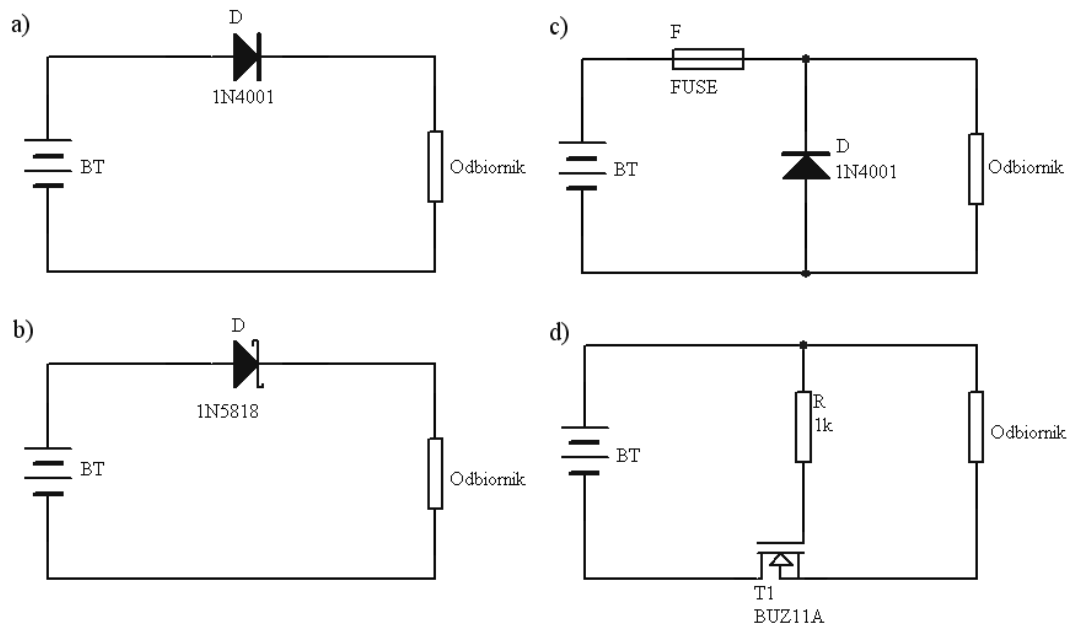 a)
D
1N4001
BT
Odbiornik
b)
D
1N5818
BT
Odbiornik
c)
F
FUSE
BT
D
1N4001
Odbiornik
d)
BT
R
1k
Odbiornik
T1
BUZ11A